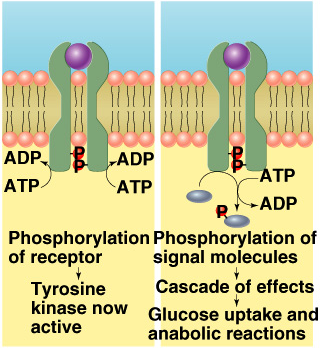 P
P
ADP
ADP
ATP
ATP
Phosphorylation
of receptor
Tyrosine
kinase now
active
P
P
ATP
ADP
P
Phosphorylation of
signal molecules
Cascade of effects
Glucose uptake and
anabolic reactions